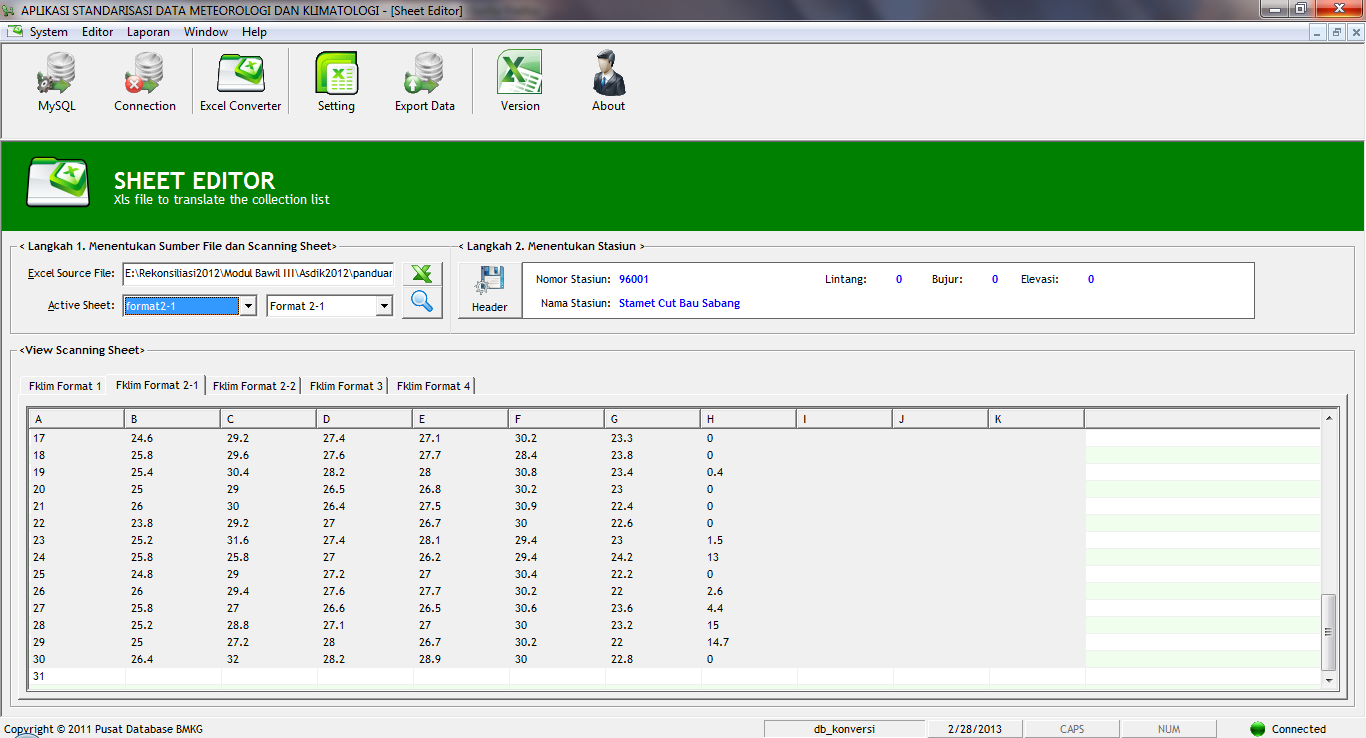 APLIKASI STANDARISASI DATA METEOROLOGI DAN KLIMATOLOGI - [Sheet Editor]
System Editor Laporan Window Help
MySQL Connection Excel Converter Setting Export Data Version About
SHEET EDITOR
Xls file to translate the collection list
< Langkah 1. Menentukan Sumber File dan Scanning Sheet> < Langkah 2. Menentukan Stasiun >
Excel Source File: E:\Rekonsiliasi2012\Modul Bawil III\Asdik2012\panduan
Active Sheet: format2-1 Format 2-1
Header
Nomor Stasiun: 96001 Lintang: 0 Bujur: 0 Elevasi: 0
Nama Stasiun: Stamet Cut Bau Sabang
<View Scanning Sheet>
Fklim Format 1 Fklim Format 2-1 Fklim Format 2-2 Fklim Format 3 Fklim Format 4
A B C D E F G H I J K
17 24.6 29.2 27.4 27.1 30.2 23.3 0
18 25.8 29.6 27.6 27.7 28.4 23.8 0
19 25.4 30.4 28.2 28 30.8 23.4 0.4
20 25 29 26.5 26.8 30.2 23 0
21 26 30 26.4 27.5 30.9 22.4 0
22 23.8 29.2 27 26.7 30 22.6 0
23 25.2 31.6 27.4 28.1 29.4 23 1.5
24 25.8 25.8 27 26.2 29.4 24.2 13
25 24.8 29 27.2 27 30.4 22.2 0
26 26 29.4 27.6 27.7 30.2 22 2.6
27 25.8 27 26.6 26.5 30.6 23.6 4.4
28 25.2 28.8 27.1 27 30 23.2 15
29 25 27.2 28 26.7 30.2 22 14.7
30 26.4 32 28.2 28.9 30 22.8 0
31
Copyright © 2011 Pusat Database BMKG db_konversi 2/28/2013 CAPS NUM Connected